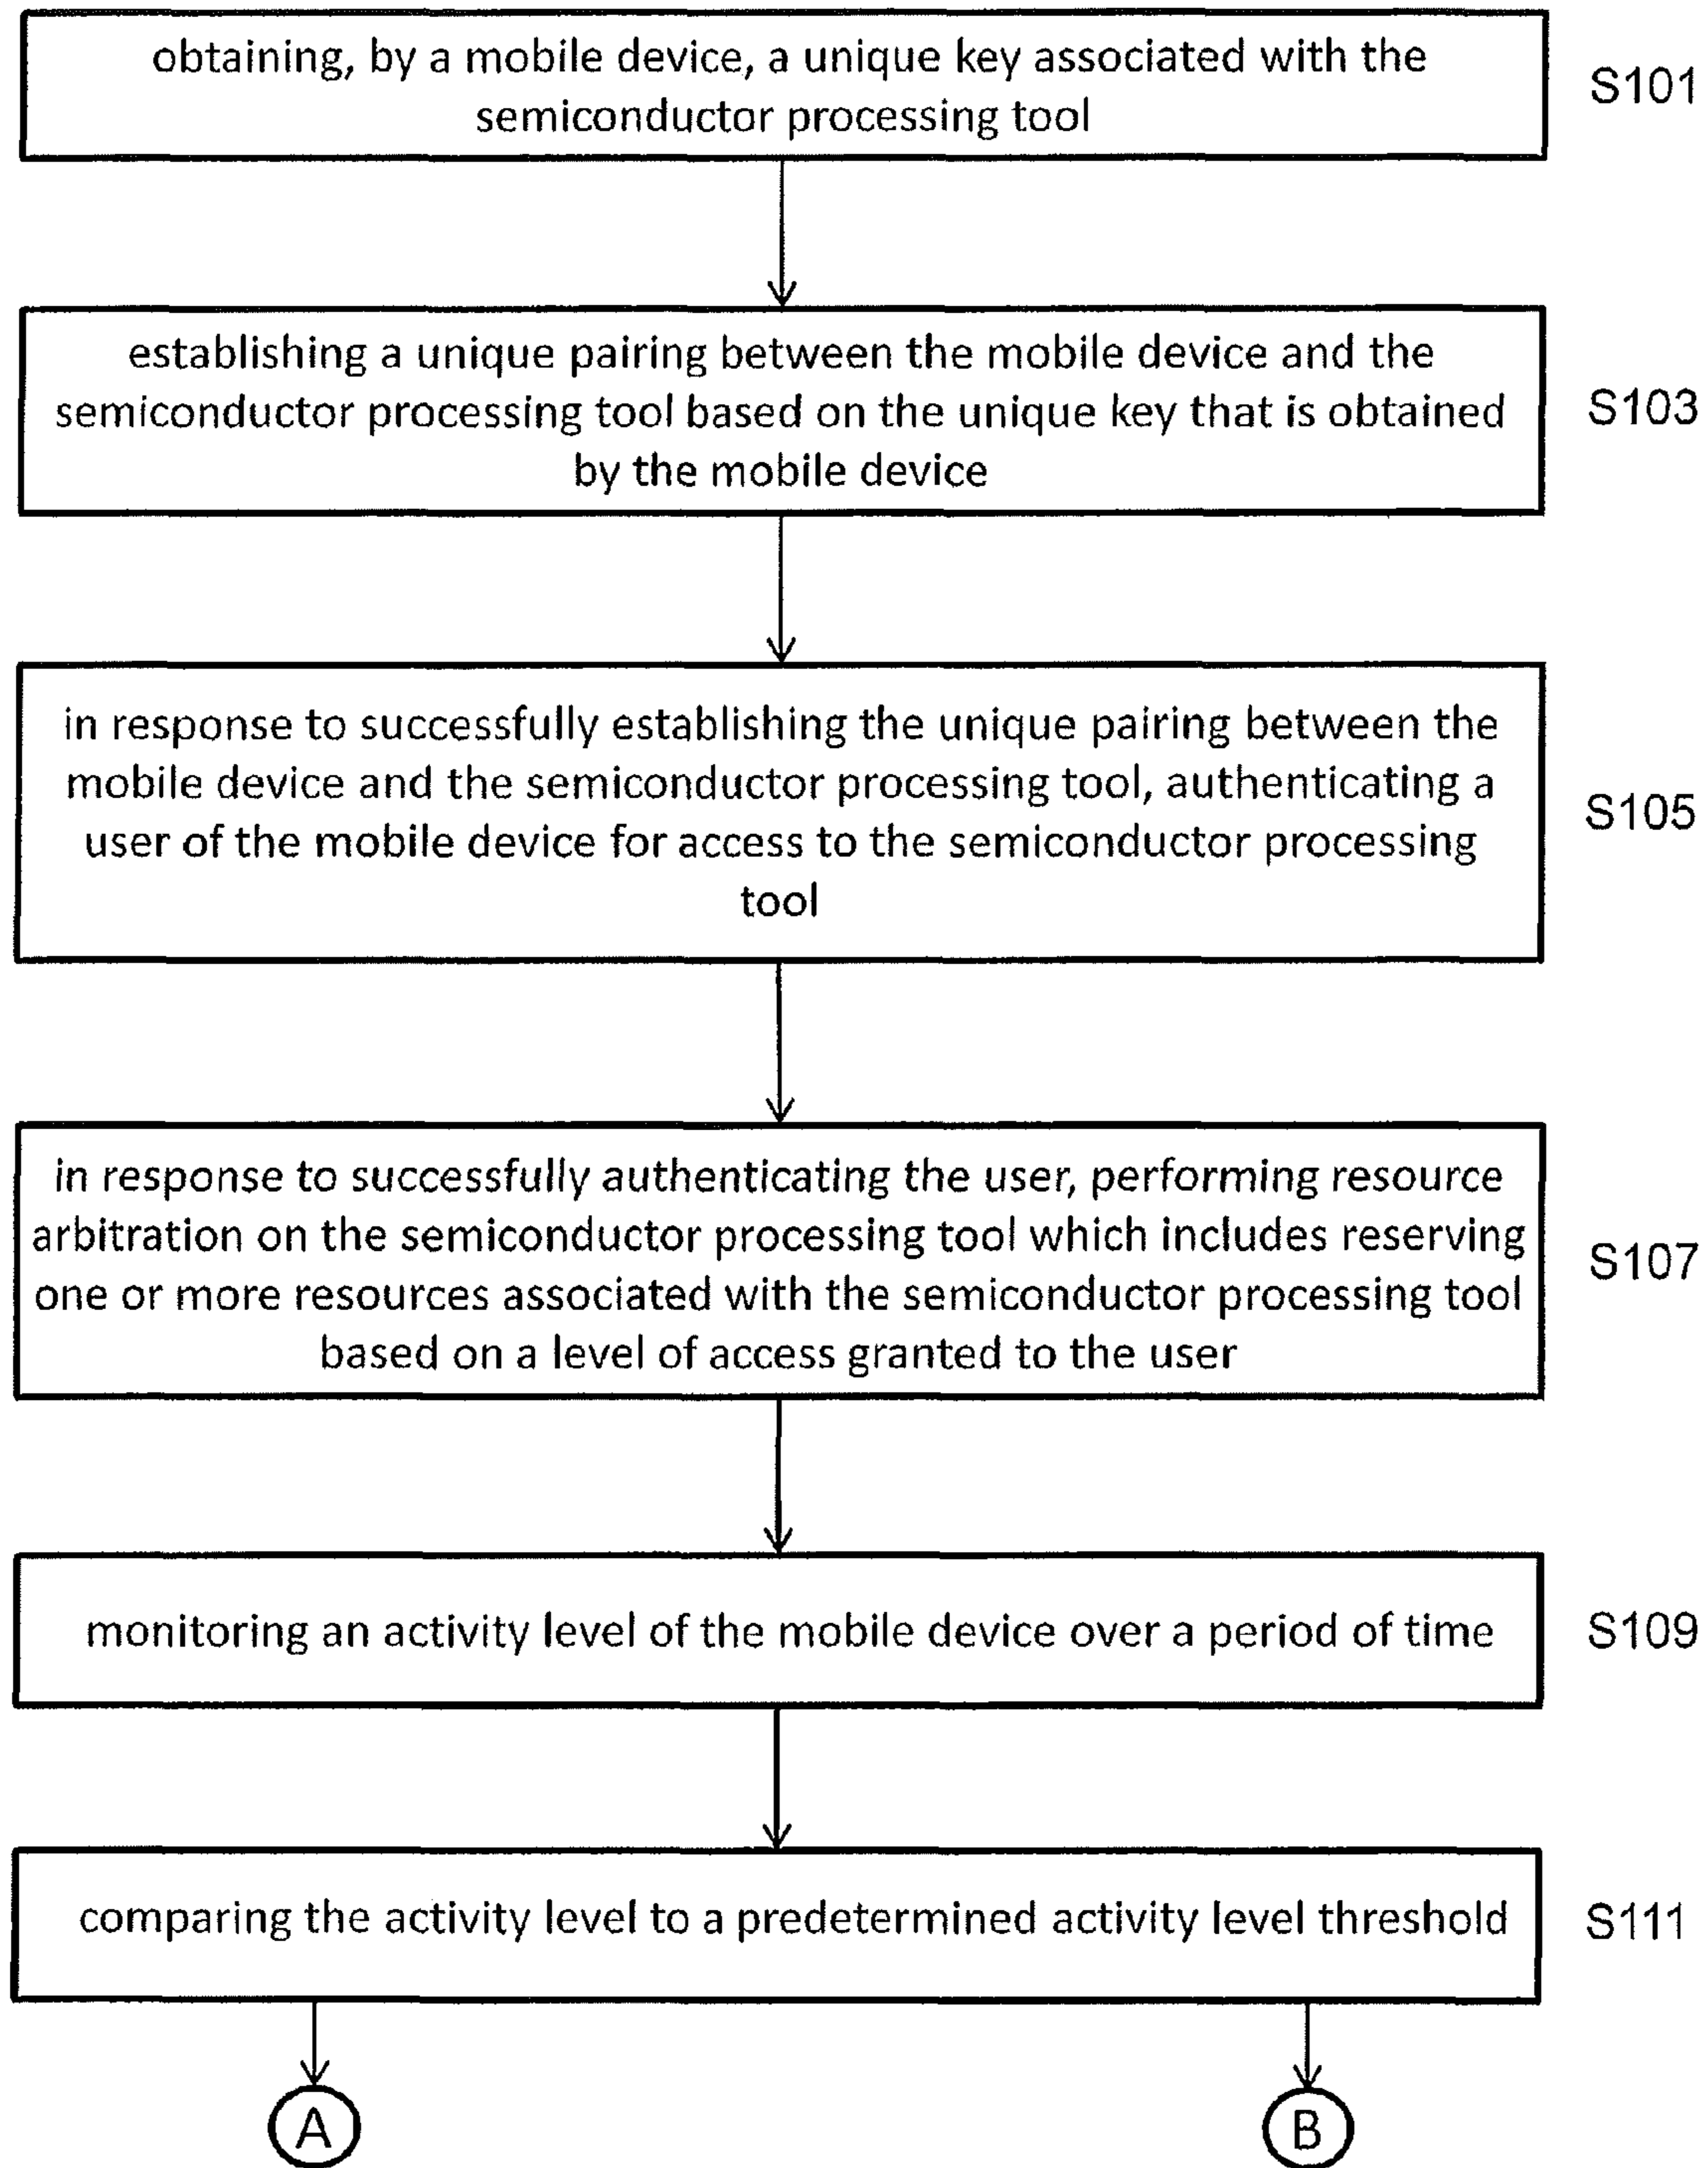 obtaining, by a mobile device, a unique key associated with the
semiconductor processing tool
S101
establishing a unique pairing between the mobile device and the
semiconductor processing tool based on the unique key that is obtained
by the mobile device
S103
in response to successfully establishing the unique pairing between the
mobile device and the semiconductor processing tool, authenticating a
user of the mobile device for access to the semiconductor processing
tool
S105
in response to successfully authenticating the user, performing resource
arbitration on the semiconductor processing tool which includes reserving
one or more resources associated with the semiconductor processing tool
based on a level of access granted to the user
S107
monitoring an activity level of the mobile device over a period of time
S109
comparing the activity level to a predetermined activity level threshold
S111
A
B